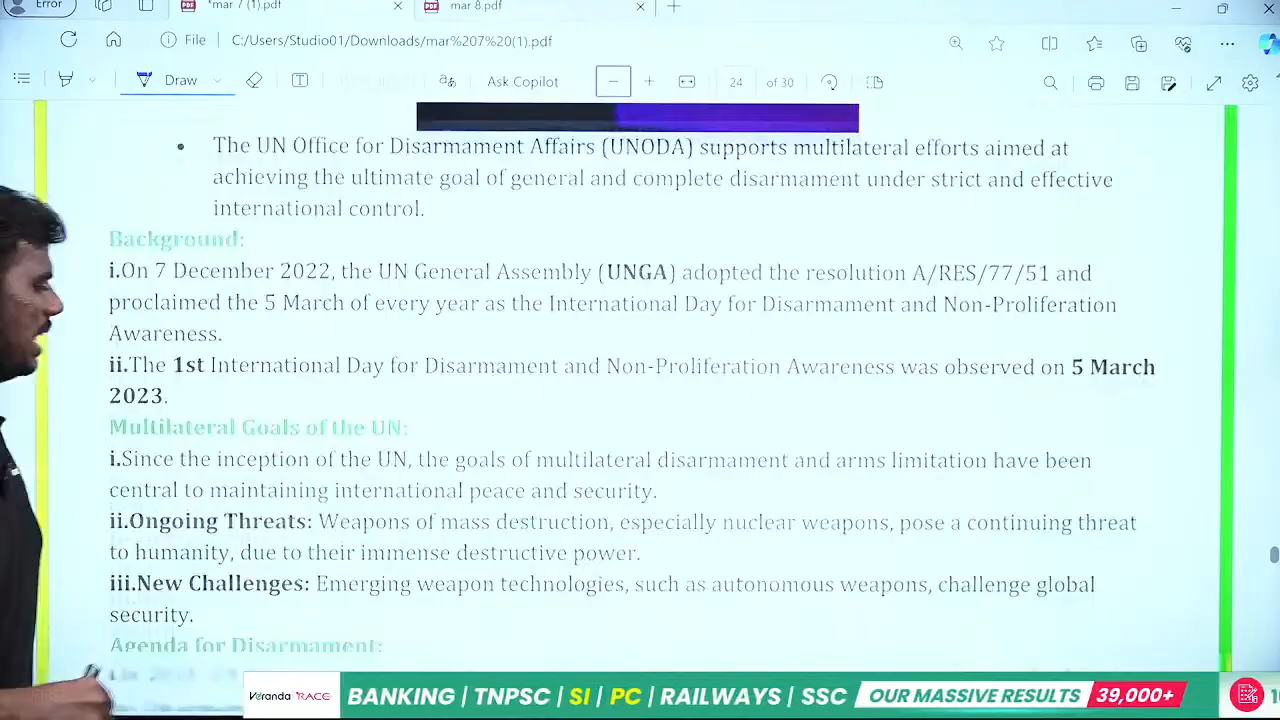 Error
*mar 7 (1).pdf
mar 8.pdf
File
C:/Users/Studio01/Downloads/mar%207%20(1).pdf
Draw
Ask Copilot
24
of 30
• The UN Office for Disarmament Affairs (UNODA) supports multilateral efforts aimed at
achieving the ultimate goal of general and complete disarmament under strict and effective
international control.
Background:
i.On 7 December 2022, the UN General Assembly (UNGA) adopted the resolution A/RES/77/51 and
proclaimed the 5 March of every year as the International Day for Disarmament and Non-Proliferation
Awareness.
ii.The 1st International Day for Disarmament and Non-Proliferation Awareness was observed on 5 March
2023.
Multilateral Goals of the UN:
i.Since the inception of the UN, the goals of multilateral disarmament and arms limitation have been
central to maintaining international peace and security.
ii.Ongoing Threats: Weapons of mass destruction, especially nuclear weapons, pose a continuing threat
to humanity, due to their immense destructive power.
iii.New Challenges: Emerging weapon technologies, such as autonomous weapons, challenge global
security.
Agenda for Disarmament:
Veranda RACE
BANKING | TNPSC | SI | PC | RAILWAYS | SSC
OUR MASSIVE RESULTS
39,000+